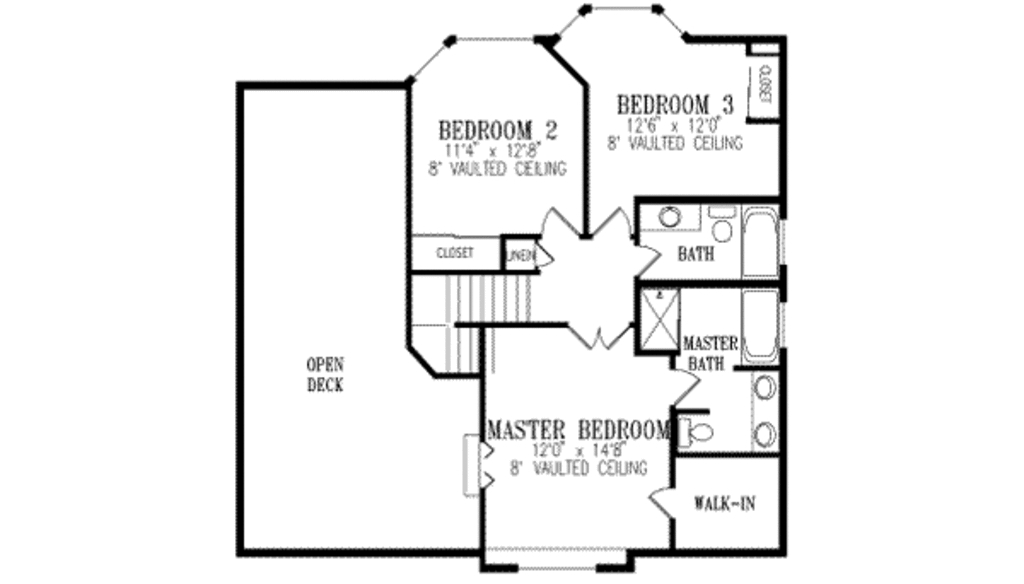 CLOSET
BEDROOM 3
12'6" x 12'0"
8' VAULTED CEILING
BEDROOM 2
11'4" x 12'8"
8' VAULTED CEILING
CLOSET
LINEN
BATH
MASTER
BATH
OPEN
DECK
MASTER BEDROOM
12'0" x 14'8"
8' VAULTED CEILING
WALK-IN